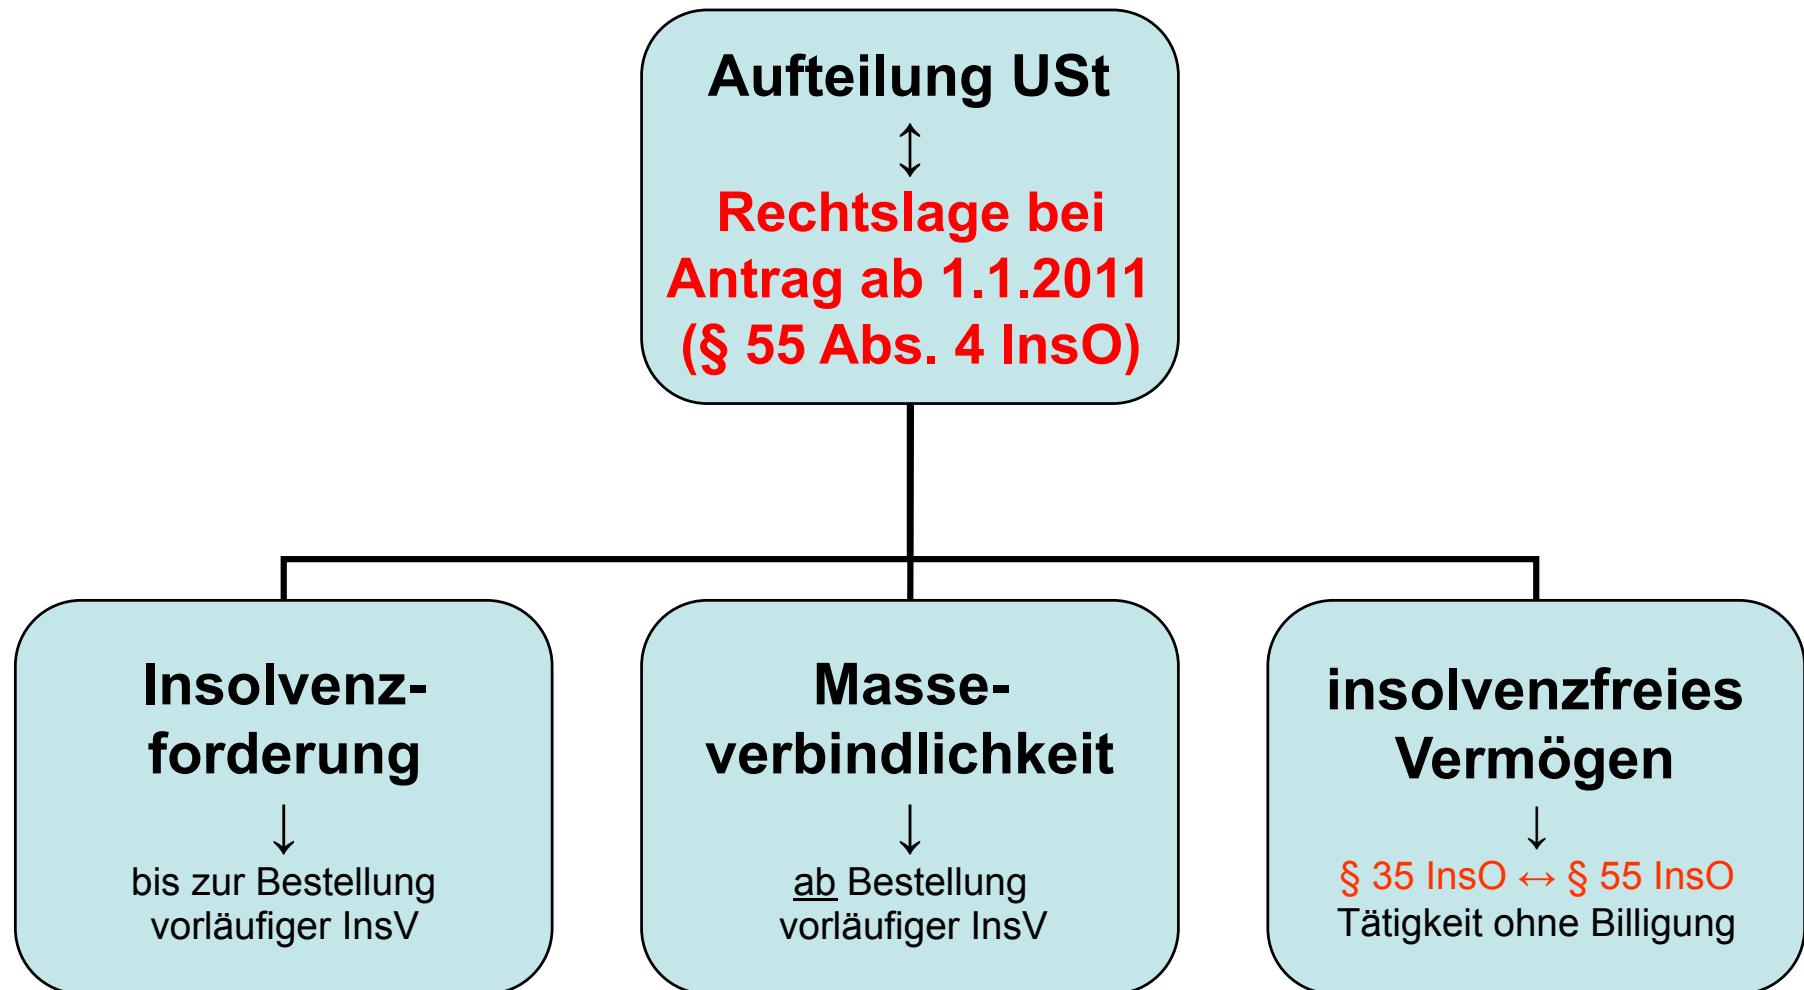 Aufteilung USt
↕
Rechtslage bei
Antrag ab 1.1.2011
(§ 55 Abs. 4 InsO)
Insolvenz-
forderung
↓
bis zur Bestellung
vorläufiger InsV
Masse-
verbindlichkeit
↓
ab Bestellung
vorläufiger InsV
insolvenzfreies
Vermögen
↓
§ 35 InsO ↔ § 55 InsO
Tätigkeit ohne Billigung